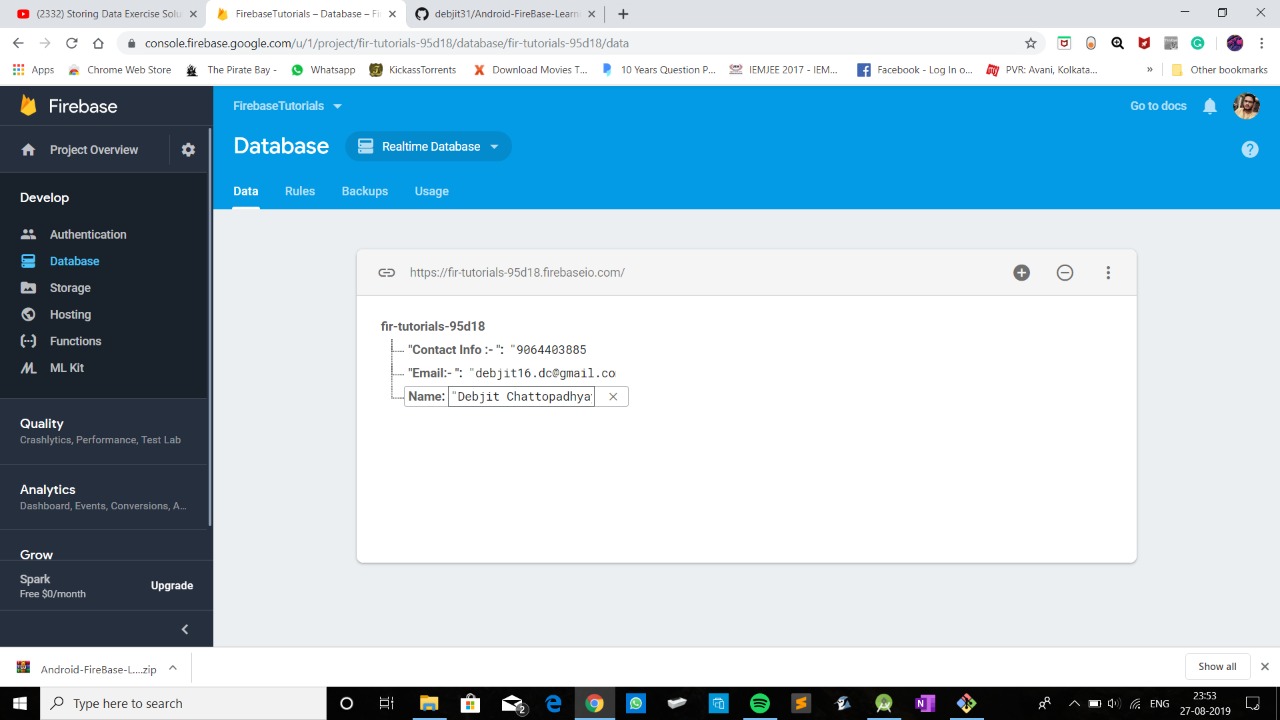 (2332) Storing Data Exercise Solu
FirebaseTutorials – Database – Fi
debjit31/Android-FireBase-Learn
console.firebase.google.com/u/1/project/fir-tutorials-95d18/database/fir-tutorials-95d18/data
Apps
Chrome Web Store
The Pirate Bay -
Whatsapp
KickassTorrents
Download Movies T...
10 Years Question P...
IEMJEE 2017 - IEM...
Facebook - Log In o...
PVR: Avani, Kolkata...
»
Other bookmarks
Firebase
FirebaseTutorials
Go to docs
Project Overview
Database
Realtime Database
Develop
Data
Rules
Backups
Usage
Authentication
Database
Storage
Hosting
Functions
ML Kit
https://fir-tutorials-95d18.firebaseio.com/
fir-tutorials-95d18
"Contact Info :- ": "9064403885
"Email:- ": "debjit16.dc@gmail.co
Name: "Debjit Chattopadhya
Quality
Crashlytics, Performance, Test Lab
Analytics
Dashboard, Events, Conversions, A...
Grow
Spark
Free $0/month
Upgrade
Android-FireBase-L....zip
Show all
Type here to search
2
ENG
23:53
27-08-2019